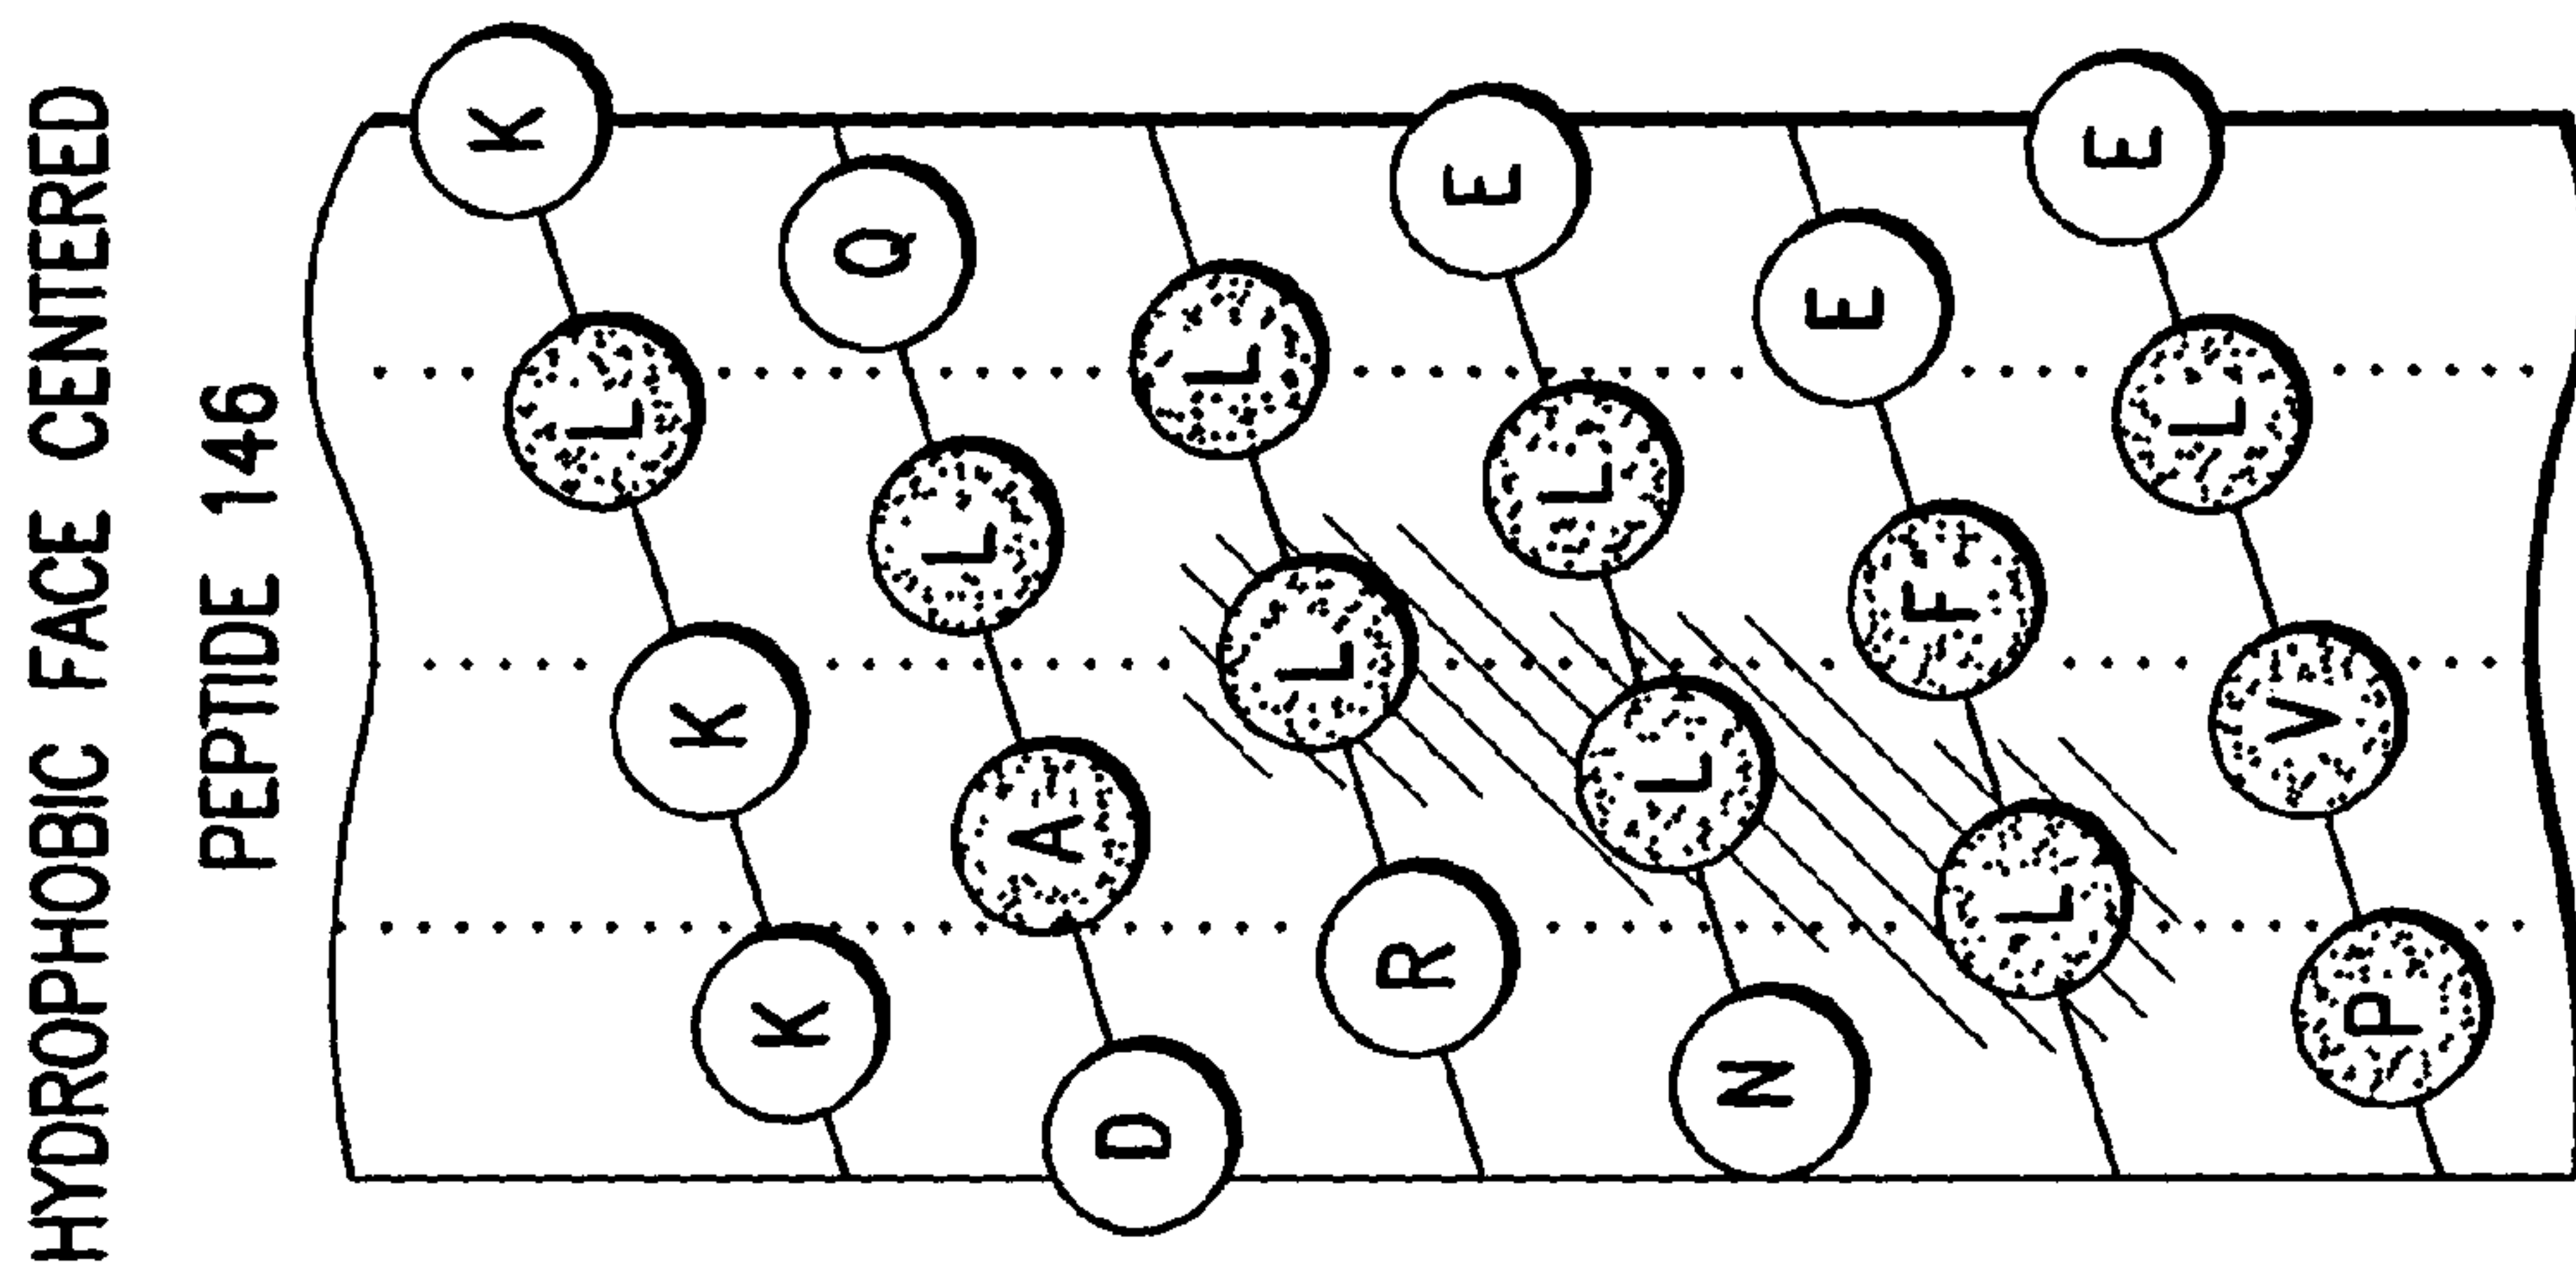 HYDROPHOBIC FACE CENTERED
PEPTIDE 146
K K L K
D A L Q
R L L
N L L E
L F E
P V L E